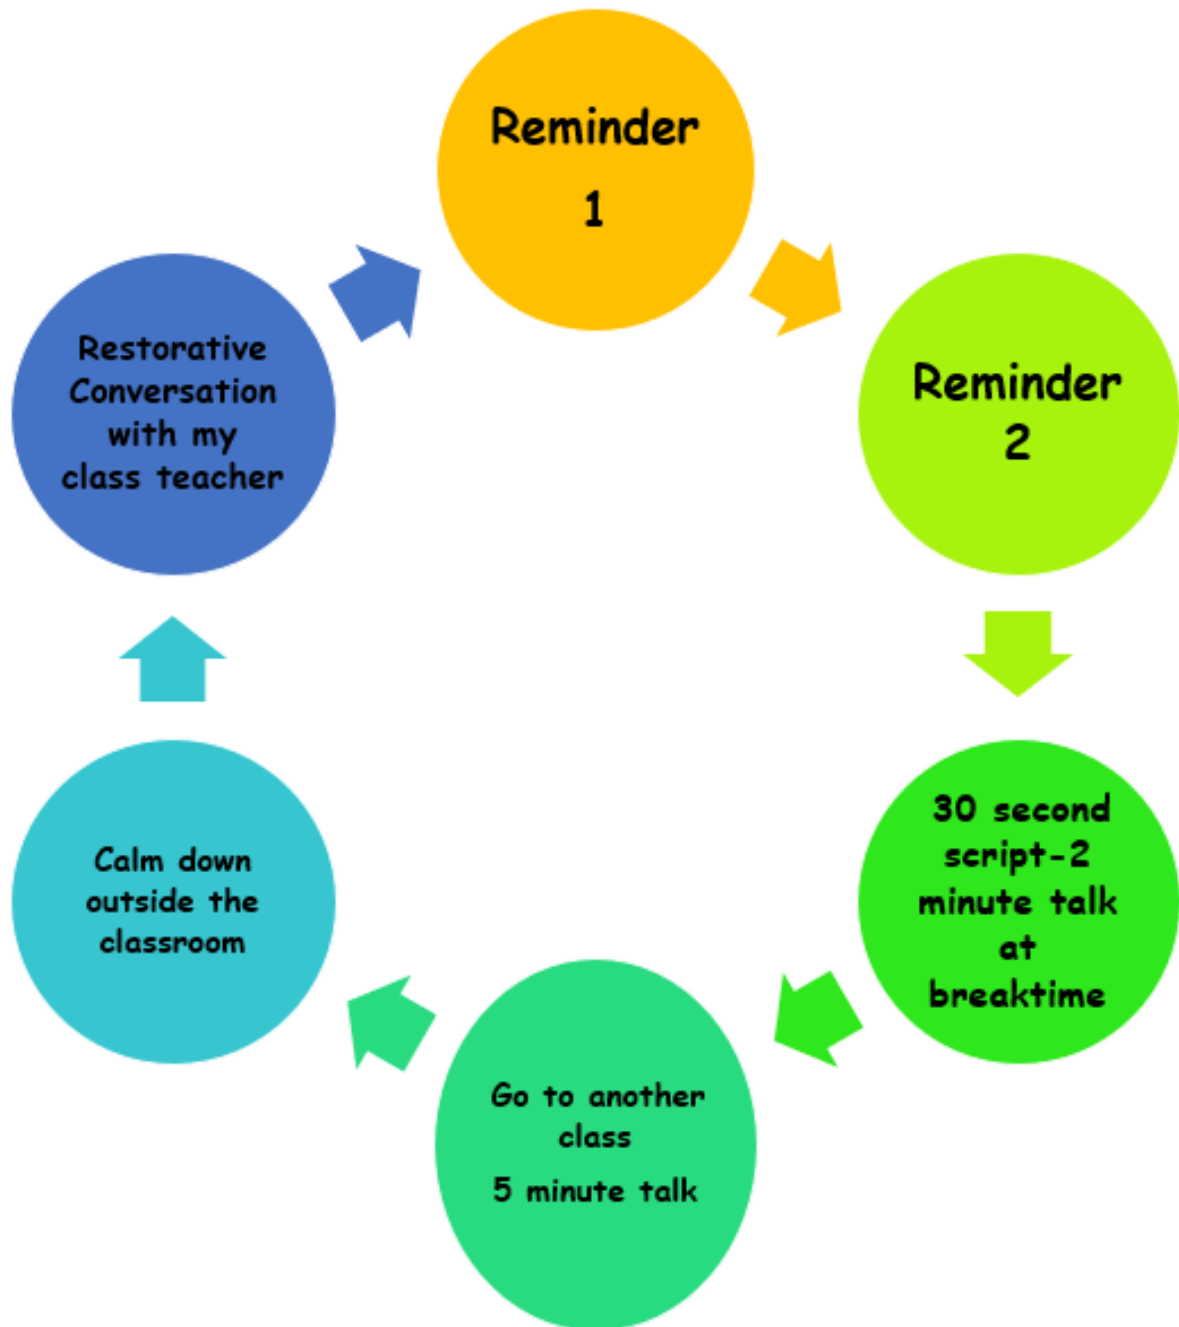 Reminder
1
Reminder
2
30 second
script-2
minute talk
at
breaktime
Go to another
class
5 minute talk
Calm down
outside the
classroom
Restorative
Conversation
with my
class teacher